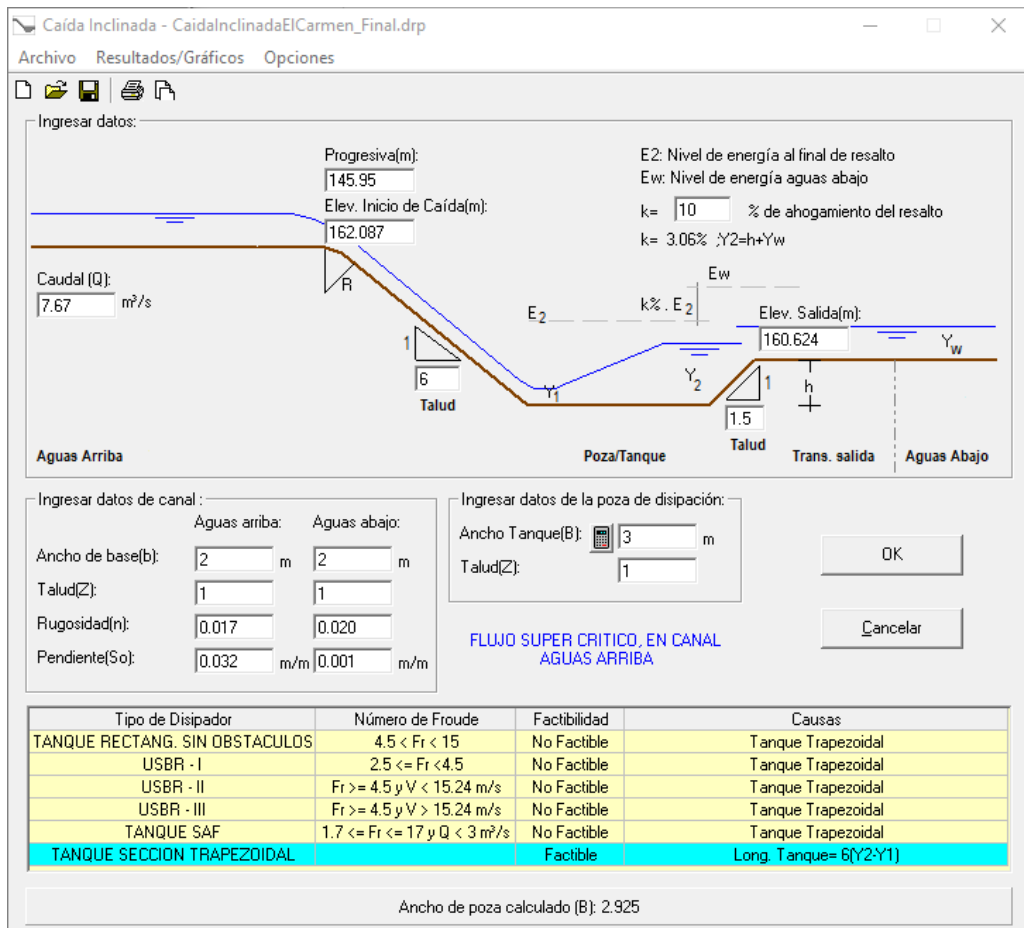 Caída Inclinada - CaidaInclinadaElCarmen_Final.drp
Archivo Resultados/Gráficos Opciones
Ingresar datos:
Progresiva(m):
145.95
Elev. Inicio de Caída(m):
162.087
E2: Nivel de energía al final de resalto
Ew: Nivel de energía aguas abajo
k= 10 % de ahogamiento del resalto
k= 3.06% ;Y2=h+Yw
Caudal (Q):
7.67 m³/s
R
1
6
Talud
E2
k% . E2
Ew
Elev. Salida(m):
160.624
Yw
Y1
Y2
1
h
1.5
Talud
Aguas Arriba
Poza/Tanque
Trans. salida
Aguas Abajo
Ingresar datos de canal :
Aguas arriba: Aguas abajo:
Ancho de base(b): 2 m 2 m
Talud(Z): 1 1
Rugosidad(n): 0.017 0.020
Pendiente(So): 0.032 m/m 0.001 m/m
Ingresar datos de la poza de disipación:
Ancho Tanque(B): 3 m
Talud(Z): 1
FLUJO SUPER CRITICO, EN CANAL
AGUAS ARRIBA
OK
Cancelar
Tipo de Disipador Número de Froude Factibilidad Causas
TANQUE RECTANG. SIN OBSTACULOS 4.5 < Fr < 15 No Factible Tanque Trapezoidal
USBR - I 2.5 <= Fr <4.5 No Factible Tanque Trapezoidal
USBR - II Fr >= 4.5 y V < 15.24 m/s No Factible Tanque Trapezoidal
USBR - III Fr >= 4.5 y V > 15.24 m/s No Factible Tanque Trapezoidal
TANQUE SAF 1.7 <= Fr <= 17 y Q < 3 m³/s No Factible Tanque Trapezoidal
TANQUE SECCION TRAPEZOIDAL Factible Long. Tanque= 6(Y2-Y1)
Ancho de poza calculado (B): 2.925